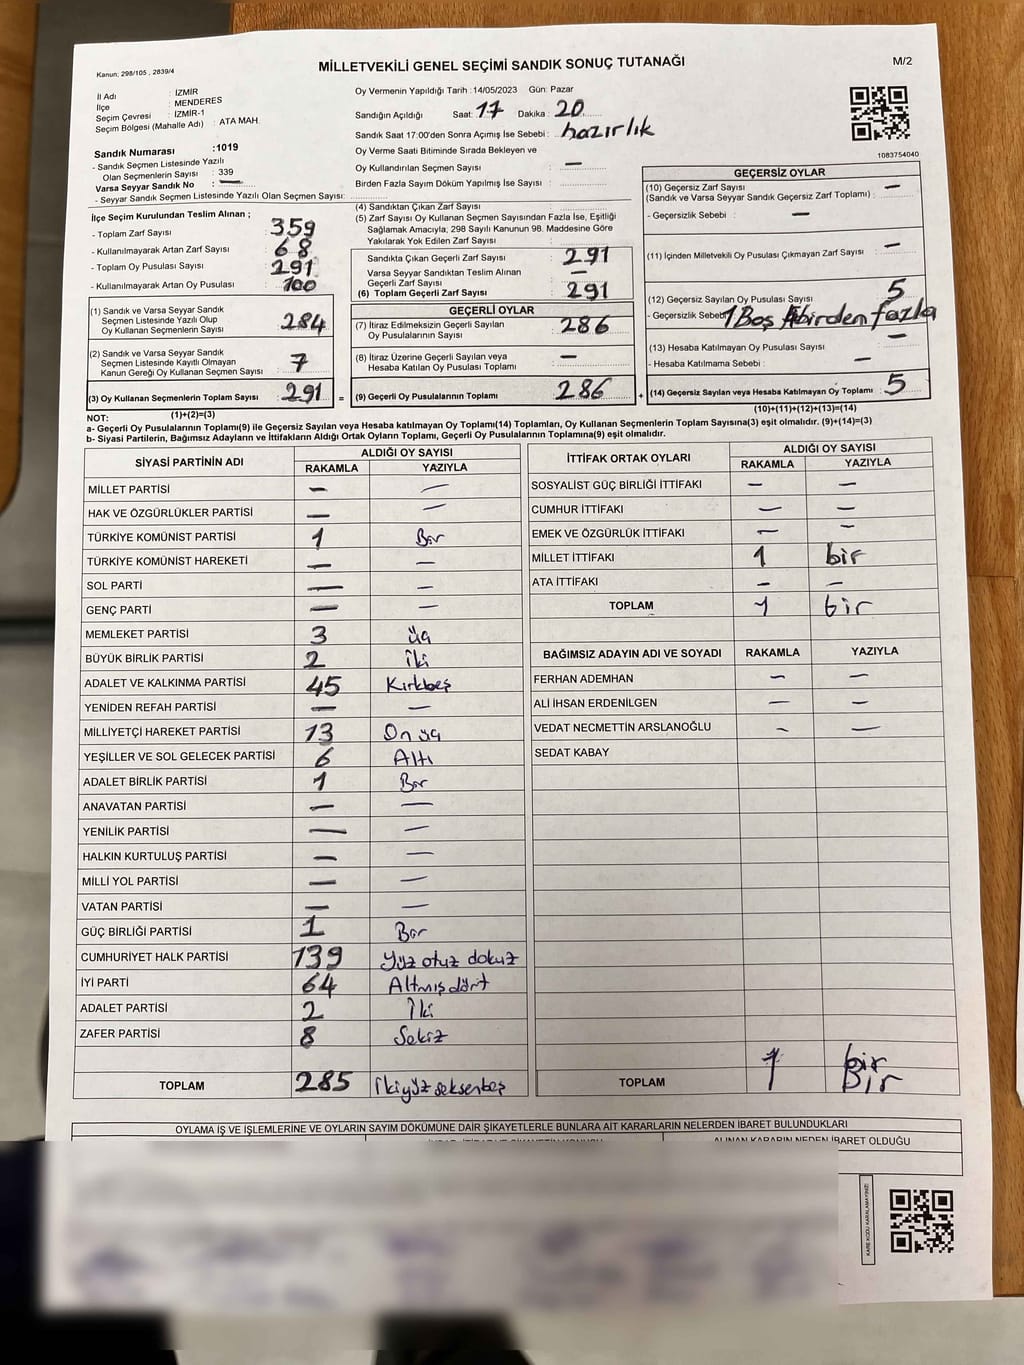 Kanun; 298/105 , 2839/4
MİLLETVEKİLİ GENEL SEÇİMİ SANDIK SONUÇ TUTANAĞI
M/2
İl Adı : İZMİR
İlçe : MENDERES
Seçim Çevresi : İZMİR-1
Seçim Bölgesi (Mahalle Adı) : ATA MAH.
Sandık Numarası :1019
- Sandık Seçmen Listesinde Yazılı
Olan Seçmenlerin Sayısı : 339
Varsa Seyyar Sandık No : —
- Seyyar Sandık Seçmen Listesinde Yazılı Olan Seçmen Sayısı:
Oy Vermenin Yapıldığı Tarih :14/05/2023 Gün: Pazar
Sandığın Açıldığı Saat: 17 Dakika : 20
Sandık Saat 17:00'den Sonra Açımış İse Sebebi : hazırlık
Oy Verme Saati Bitiminde Sırada Bekleyen ve
Oy Kullandırılan Seçmen Sayısı : —
Birden Fazla Sayım Döküm Yapılmış İse Sayısı :
1083754040
İlçe Seçim Kurulundan Teslim Alınan ;
- Toplam Zarf Sayısı : 359
- Kullanılmayarak Artan Zarf Sayısı : 68
- Toplam Oy Pusulası Sayısı : 291
- Kullanılmayarak Artan Oy Pusulası : 100
(1) Sandık ve Varsa Seyyar Sandık
Seçmen Listesinde Yazılı Olup
Oy Kullanan Seçmenlerin Sayısı : 284
(2) Sandık ve Varsa Seyyar Sandık
Seçmen Listesinde Kayıtlı Olmayan
Kanun Gereği Oy Kullanan Seçmen Sayısı : 7
(3) Oy Kullanan Seçmenlerin Toplam Sayısı : 291 =
(1)+(2)=(3)
(4) Sandıktan Çıkan Zarf Sayısı :
(5) Zarf Sayısı Oy Kullanan Seçmen Sayısından Fazla İse, Eşitliği
Sağlamak Amacıyla, 298 Sayılı Kanunun 98. Maddesine Göre
Yakılarak Yok Edilen Zarf Sayısı :
Sandıkta Çıkan Geçerli Zarf Sayısı : 291
Varsa Seyyar Sandıktan Teslim Alınan
Geçerli Zarf Sayısı : —
(6) Toplam Geçerli Zarf Sayısı : 291
GEÇERLİ OYLAR
(7) İtiraz Edilmeksizin Geçerli Sayılan
Oy Pusulalarının Sayısı : 286
(8) İtiraz Üzerine Geçerli Sayılan veya
Hesaba Katılan Oy Pusulası Toplamı : —
(9) Geçerli Oy Pusulalarının Toplamı : 286 +
GEÇERSİZ OYLAR
(10) Geçersiz Zarf Sayısı —
(Sandık ve Varsa Seyyar Sandık Geçersiz Zarf Toplamı) :
- Geçersizlik Sebebi : —
(11) İçinden Milletvekili Oy Pusulası Çıkmayan Zarf Sayısı : —
(12) Geçersiz Sayılan Oy Pusulası Sayısı : 5
- Geçersizlik Sebebi 1 Boş birden fazla
(13) Hesaba Katılmayan Oy Pusulası Sayısı : —
- Hesaba Katılmama Sebebi : —
(14) Geçersiz Sayılan veya Hesaba Katılmayan Oy Toplamı : 5
(10)+(11)+(12)+(13)=(14)
NOT:
a- Geçerli Oy Pusulalarının Toplamı(9) ile Geçersiz Sayılan veya Hesaba katılmayan Oy Toplamı(14) Toplamları, Oy Kullanan Seçmenlerin Toplam Sayısına(3) eşit olmalıdır. (9)+(14)=(3)
b- Siyasi Partilerin, Bağımsız Adayların ve İttifakların Aldığı Ortak Oyların Toplamı, Geçerli Oy Pusulalarının Toplamına(9) eşit olmalıdır.
SİYASİ PARTİNİN ADI ALDIĞI OY SAYISI
RAKAMLA YAZIYLA
MİLLET PARTİSİ — —
HAK VE ÖZGÜRLÜKLER PARTİSİ — —
TÜRKİYE KOMÜNİST PARTİSİ 1 Bir
TÜRKİYE KOMÜNİST HAREKETİ — —
SOL PARTİ — —
GENÇ PARTİ — —
MEMLEKET PARTİSİ 3 üç
BÜYÜK BİRLİK PARTİSİ 2 İki
ADALET VE KALKINMA PARTİSİ 45 Kırkbeş
YENİDEN REFAH PARTİSİ — —
MİLLİYETÇİ HAREKET PARTİSİ 13 On üç
YEŞİLLER VE SOL GELECEK PARTİSİ 6 Altı
ADALET BİRLİK PARTİSİ 1 Bir
ANAVATAN PARTİSİ — —
YENİLİK PARTİSİ — —
HALKIN KURTULUŞ PARTİSİ — —
MİLLİ YOL PARTİSİ — —
VATAN PARTİSİ — —
GÜÇ BİRLİĞİ PARTİSİ 1 Bir
CUMHURİYET HALK PARTİSİ 139 Yüz otuz dokuz
İYİ PARTİ 64 Altmış dört
ADALET PARTİSİ 2 İki
ZAFER PARTİSİ 8 Sekiz
TOPLAM 285 İkiyüz seksenbeş
İTTİFAK ORTAK OYLARI ALDIĞI OY SAYISI
RAKAMLA YAZIYLA
SOSYALİST GÜÇ BİRLİĞİ İTTİFAKI — —
CUMHUR İTTİFAKI — —
EMEK VE ÖZGÜRLÜK İTTİFAKI — —
MİLLET İTTİFAKI 1 bir
ATA İTTİFAKI — —
TOPLAM 1 bir
BAĞIMSIZ ADAYIN ADI VE SOYADI RAKAMLA YAZIYLA
FERHAN ADEMHAN — —
ALİ İHSAN ERDENİLGEN — —
VEDAT NECMETTİN ARSLANOĞLU — —
SEDAT KABAY
bir
TOPLAM 1 Bir
OYLAMA İŞ VE İŞLEMLERİNE VE OYLARIN SAYIM DÖKÜMÜNE DAİR ŞİKAYETLERLE BUNLARA AİT KARARLARIN NELERDEN İBARET BULUNDUKLARI
ALINAN KARARIN NEDEN İBARET OLDUĞU
KARE KODU KARALAMAYINIZ!